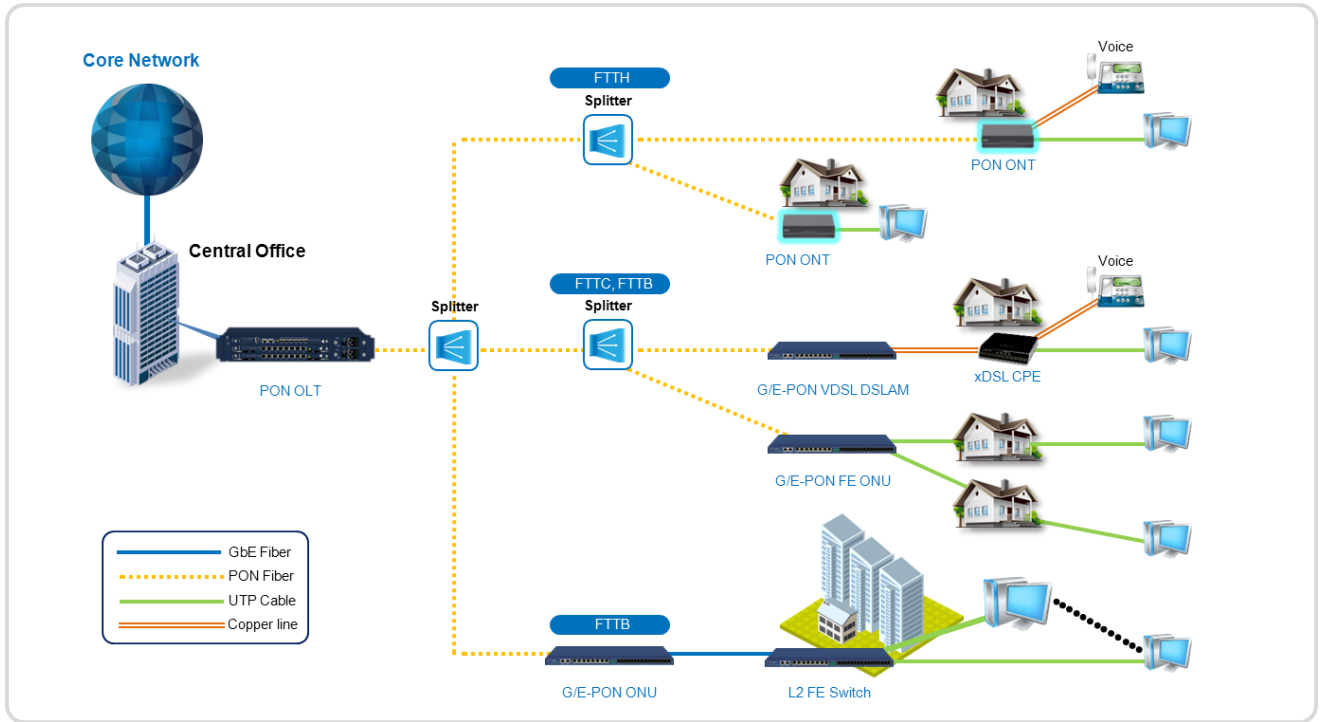 Core Network
Central Office
PON OLT
Splitter
FTTH
Splitter
PON ONT
Voice
PON ONT
FTTC, FTTB
Splitter
G/E-PON VDSL DSLAM
xDSL CPE
Voice
G/E-PON FE ONU
FTTB
G/E-PON ONU
L2 FE Switch
GbE Fiber
PON Fiber
UTP Cable
Copper line